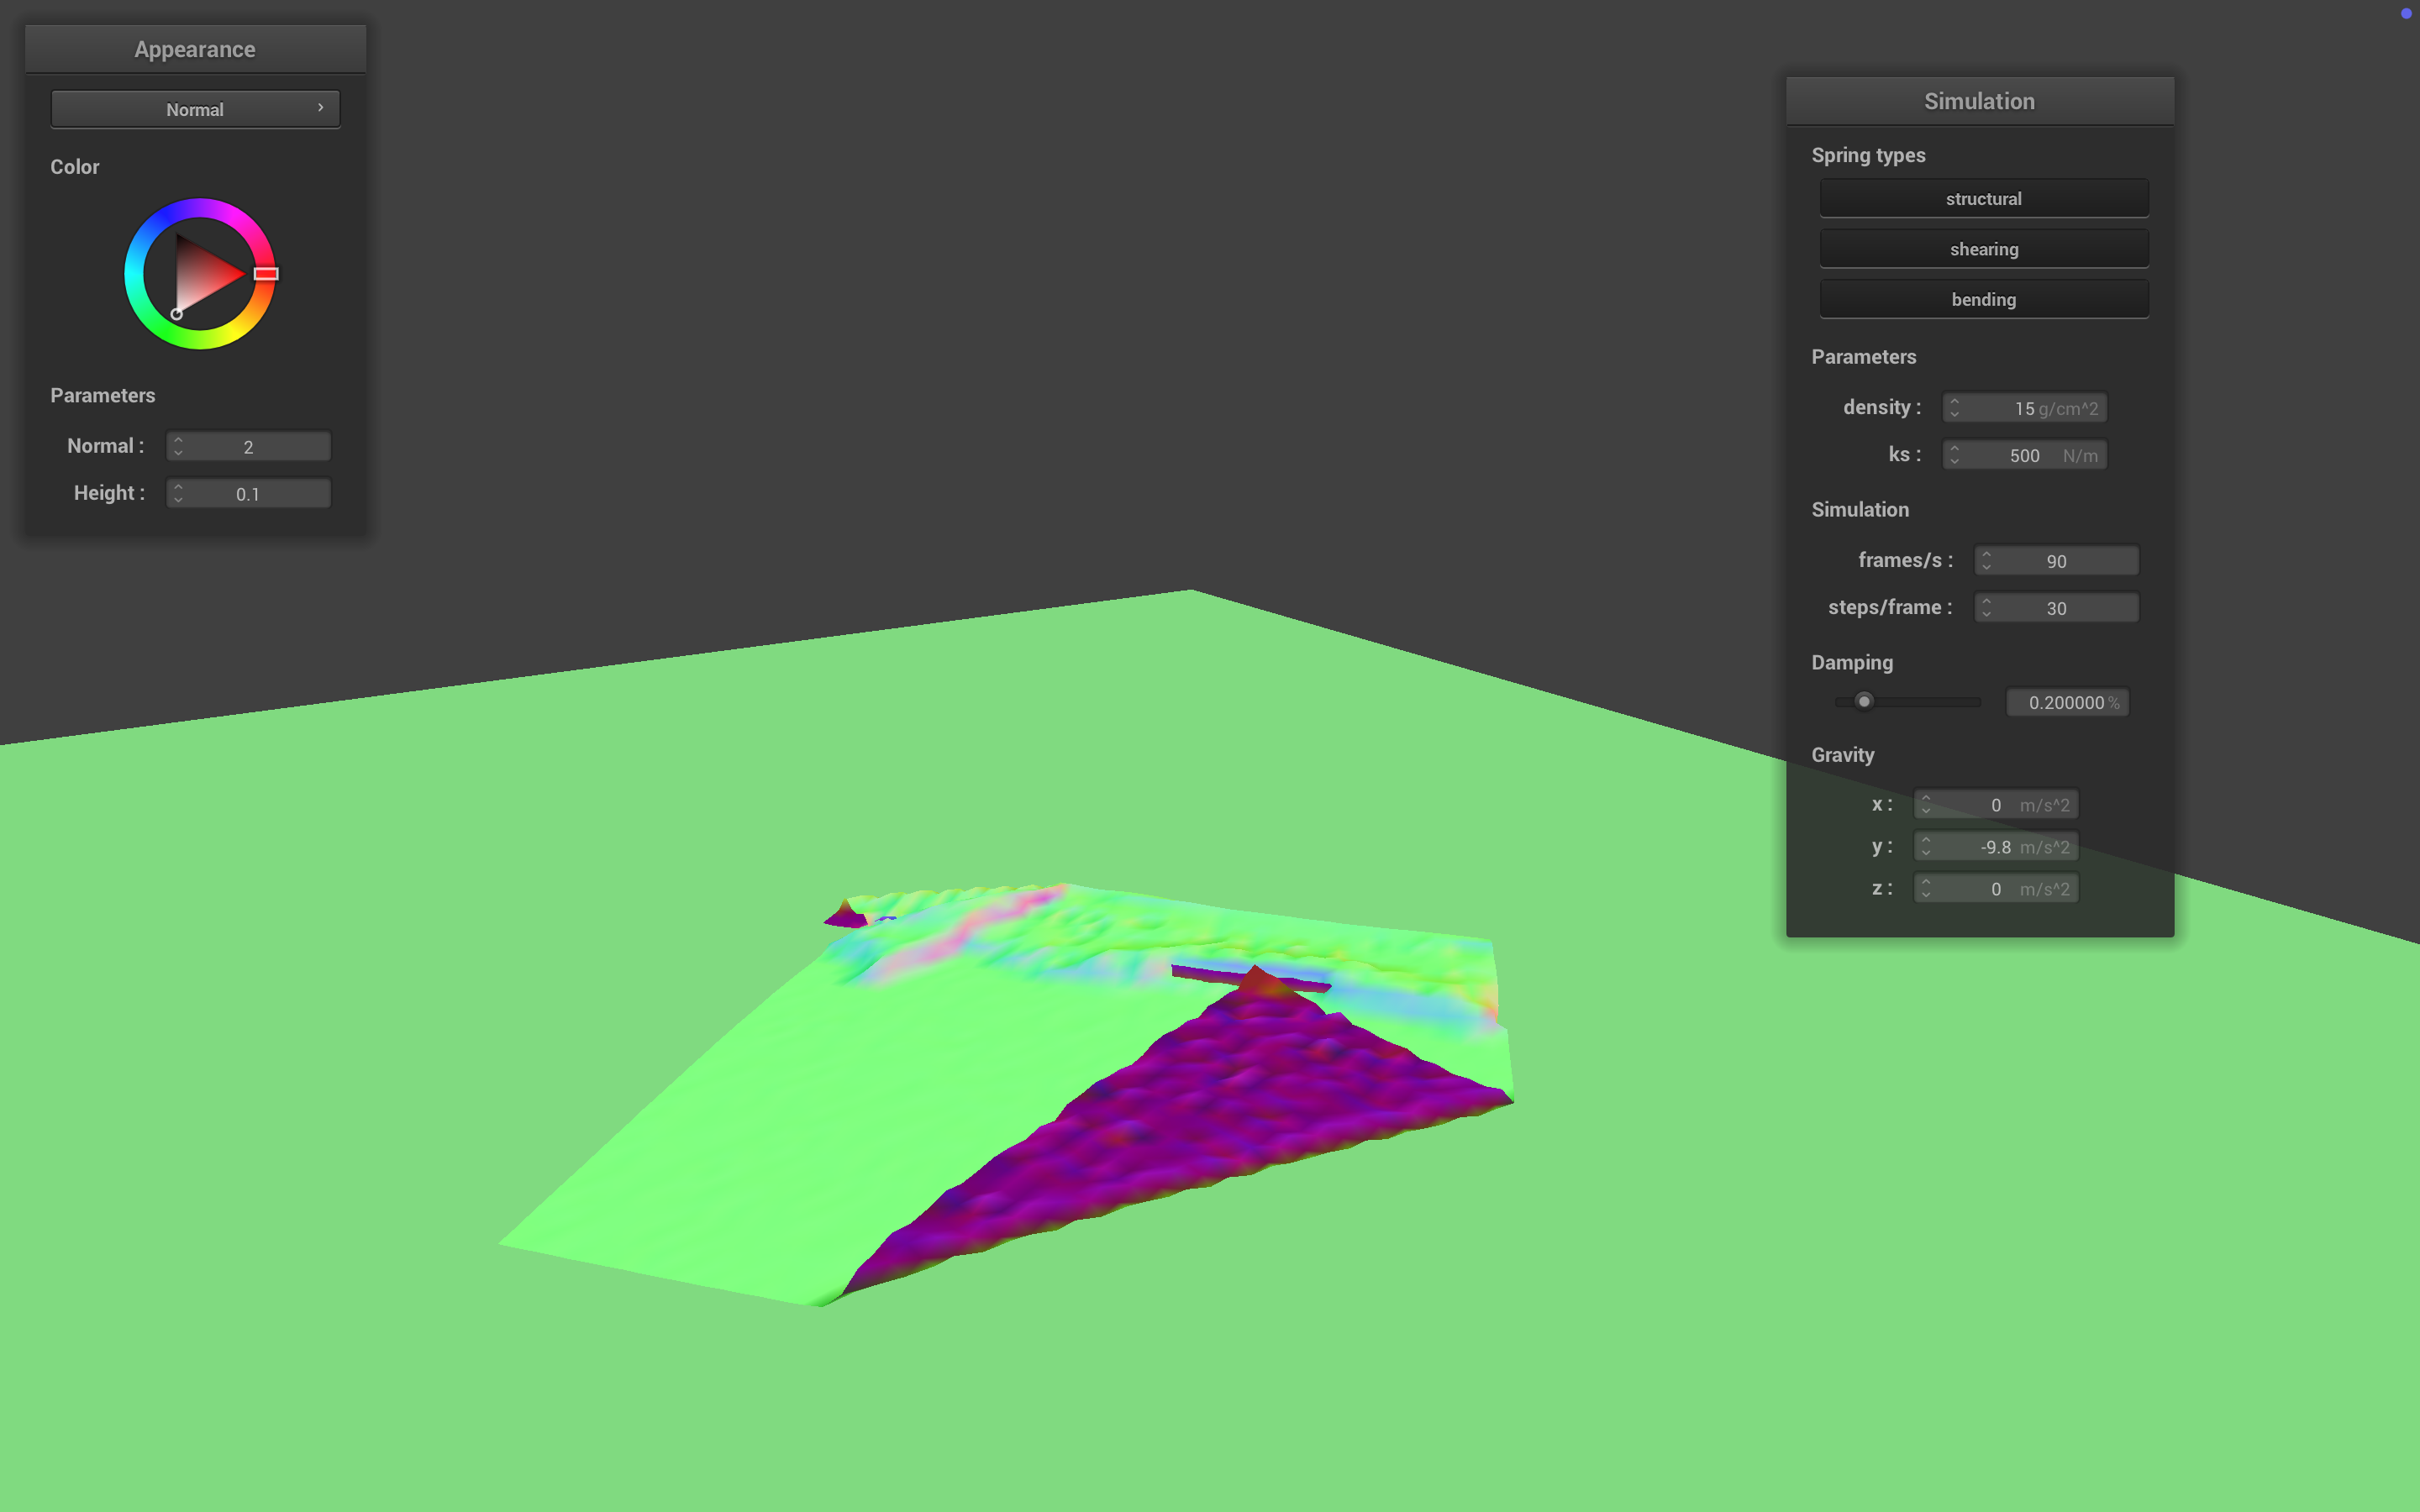 Appearance
Normal
Color
Parameters
Normal : 2
Height : 0.1
Simulation
Spring types
structural
shearing
bending
Parameters
density : 15 g/cm^2
ks : 500 N/m
Simulation
frames/s : 90
steps/frame : 30
Damping
0.200000 %
Gravity
x : 0 m/s^2
y : -9.8 m/s^2
z : 0 m/s^2